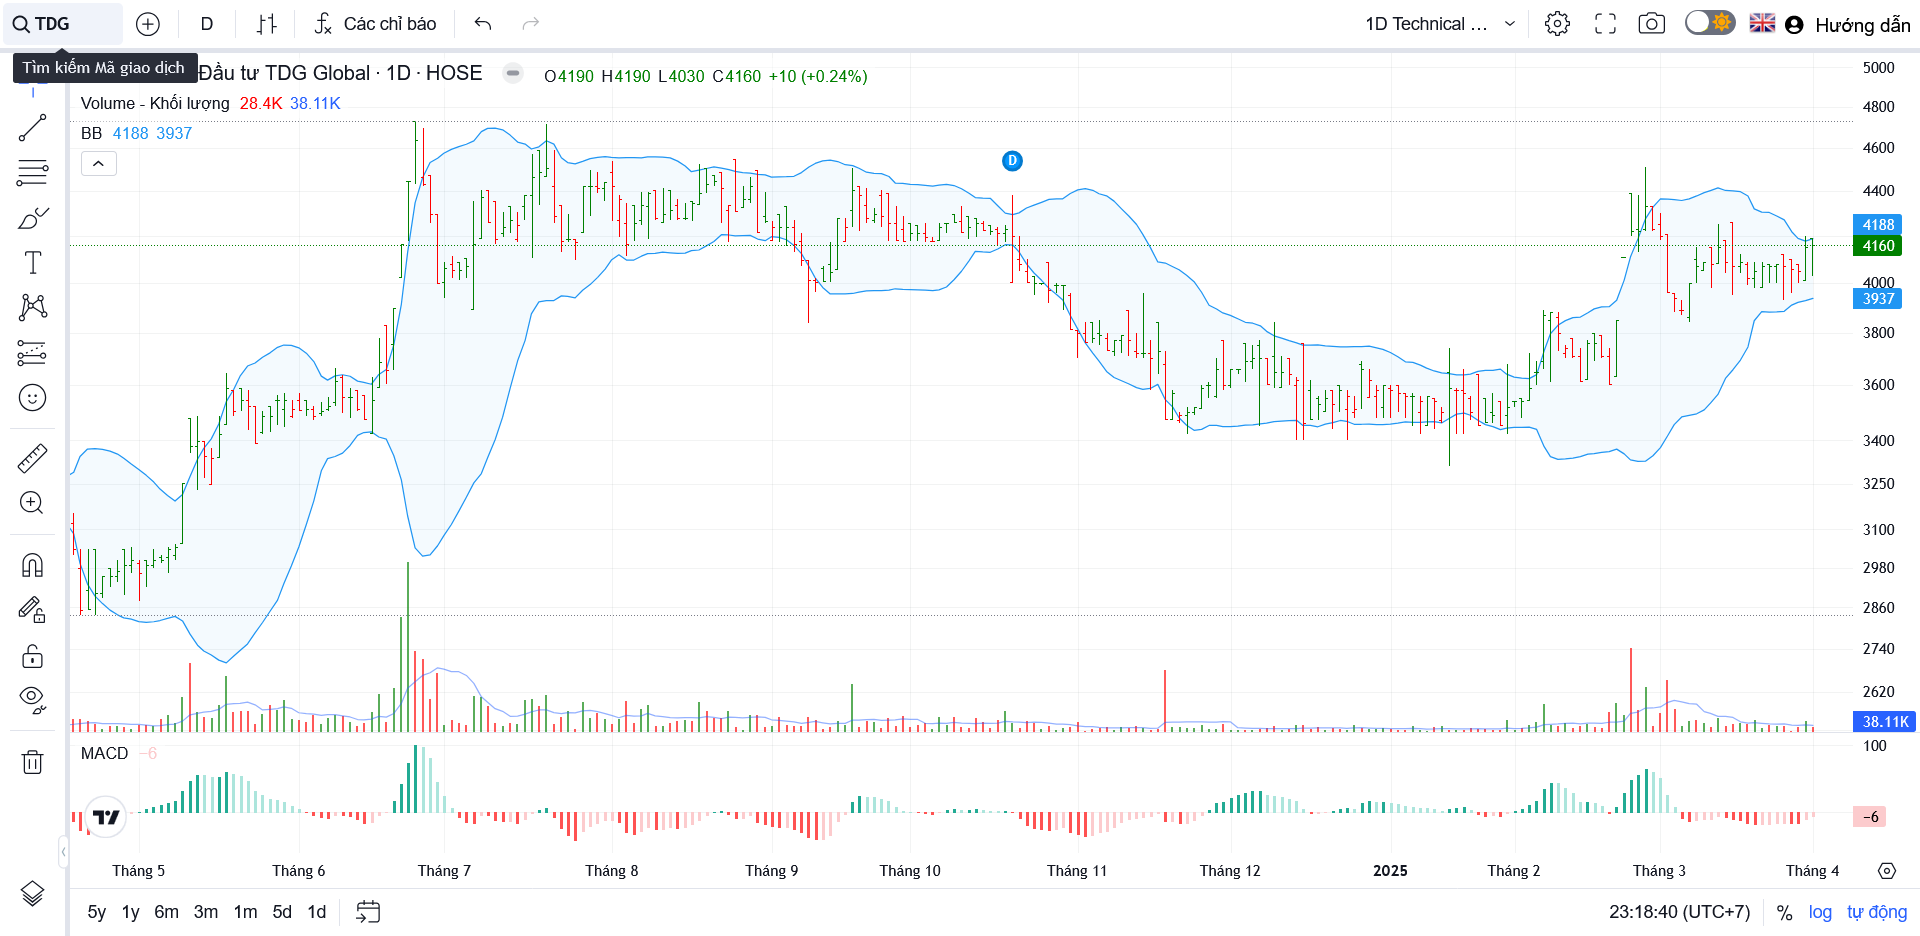 TDG
D
Các chỉ báo
1D Technical ...
Hướng dẫn
Tìm kiếm Mã giao dịch
Đầu tư TDG Global · 1D · HOSE
O4190 H4190 L4030 C4160 +10 (+0.24%)
Volume - Khối lượng 28.4K 38.11K
BB 4188 3937
D
5000
4800
4600
4400
4188
4160
4000
3937
3800
3600
3400
3250
3100
2980
2860
2740
2620
38.11K
MACD −6
100
−6
Tháng 5 Tháng 6 Tháng 7 Tháng 8 Tháng 9 Tháng 10 Tháng 11 Tháng 12 2025 Tháng 2 Tháng 3 Tháng 4
5y 1y 6m 3m 1m 5d 1d
23:18:40 (UTC+7) % log tự động